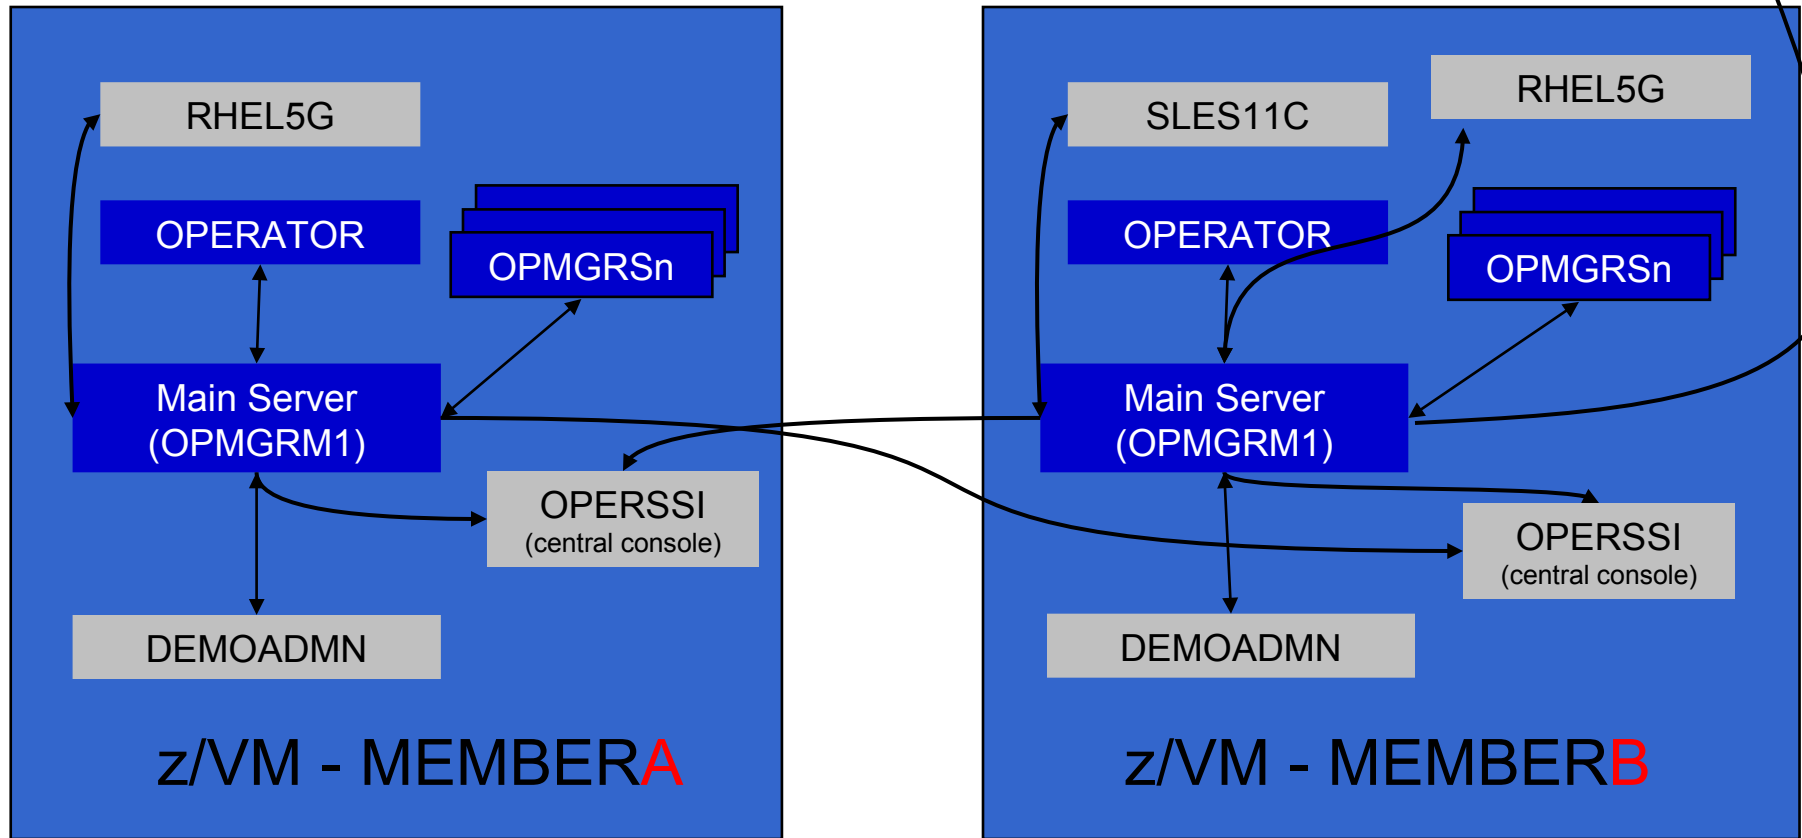 RHEL5G
OPERATOR
OPMGRSn
Main Server
(OPMGRM1)
OPERSSI
(central console)
DEMOADMN
z/VM - MEMBERA
SLES11C
RHEL5G
OPERATOR
OPMGRSn
Main Server
(OPMGRM1)
OPERSSI
(central console)
DEMOADMN
z/VM - MEMBERB